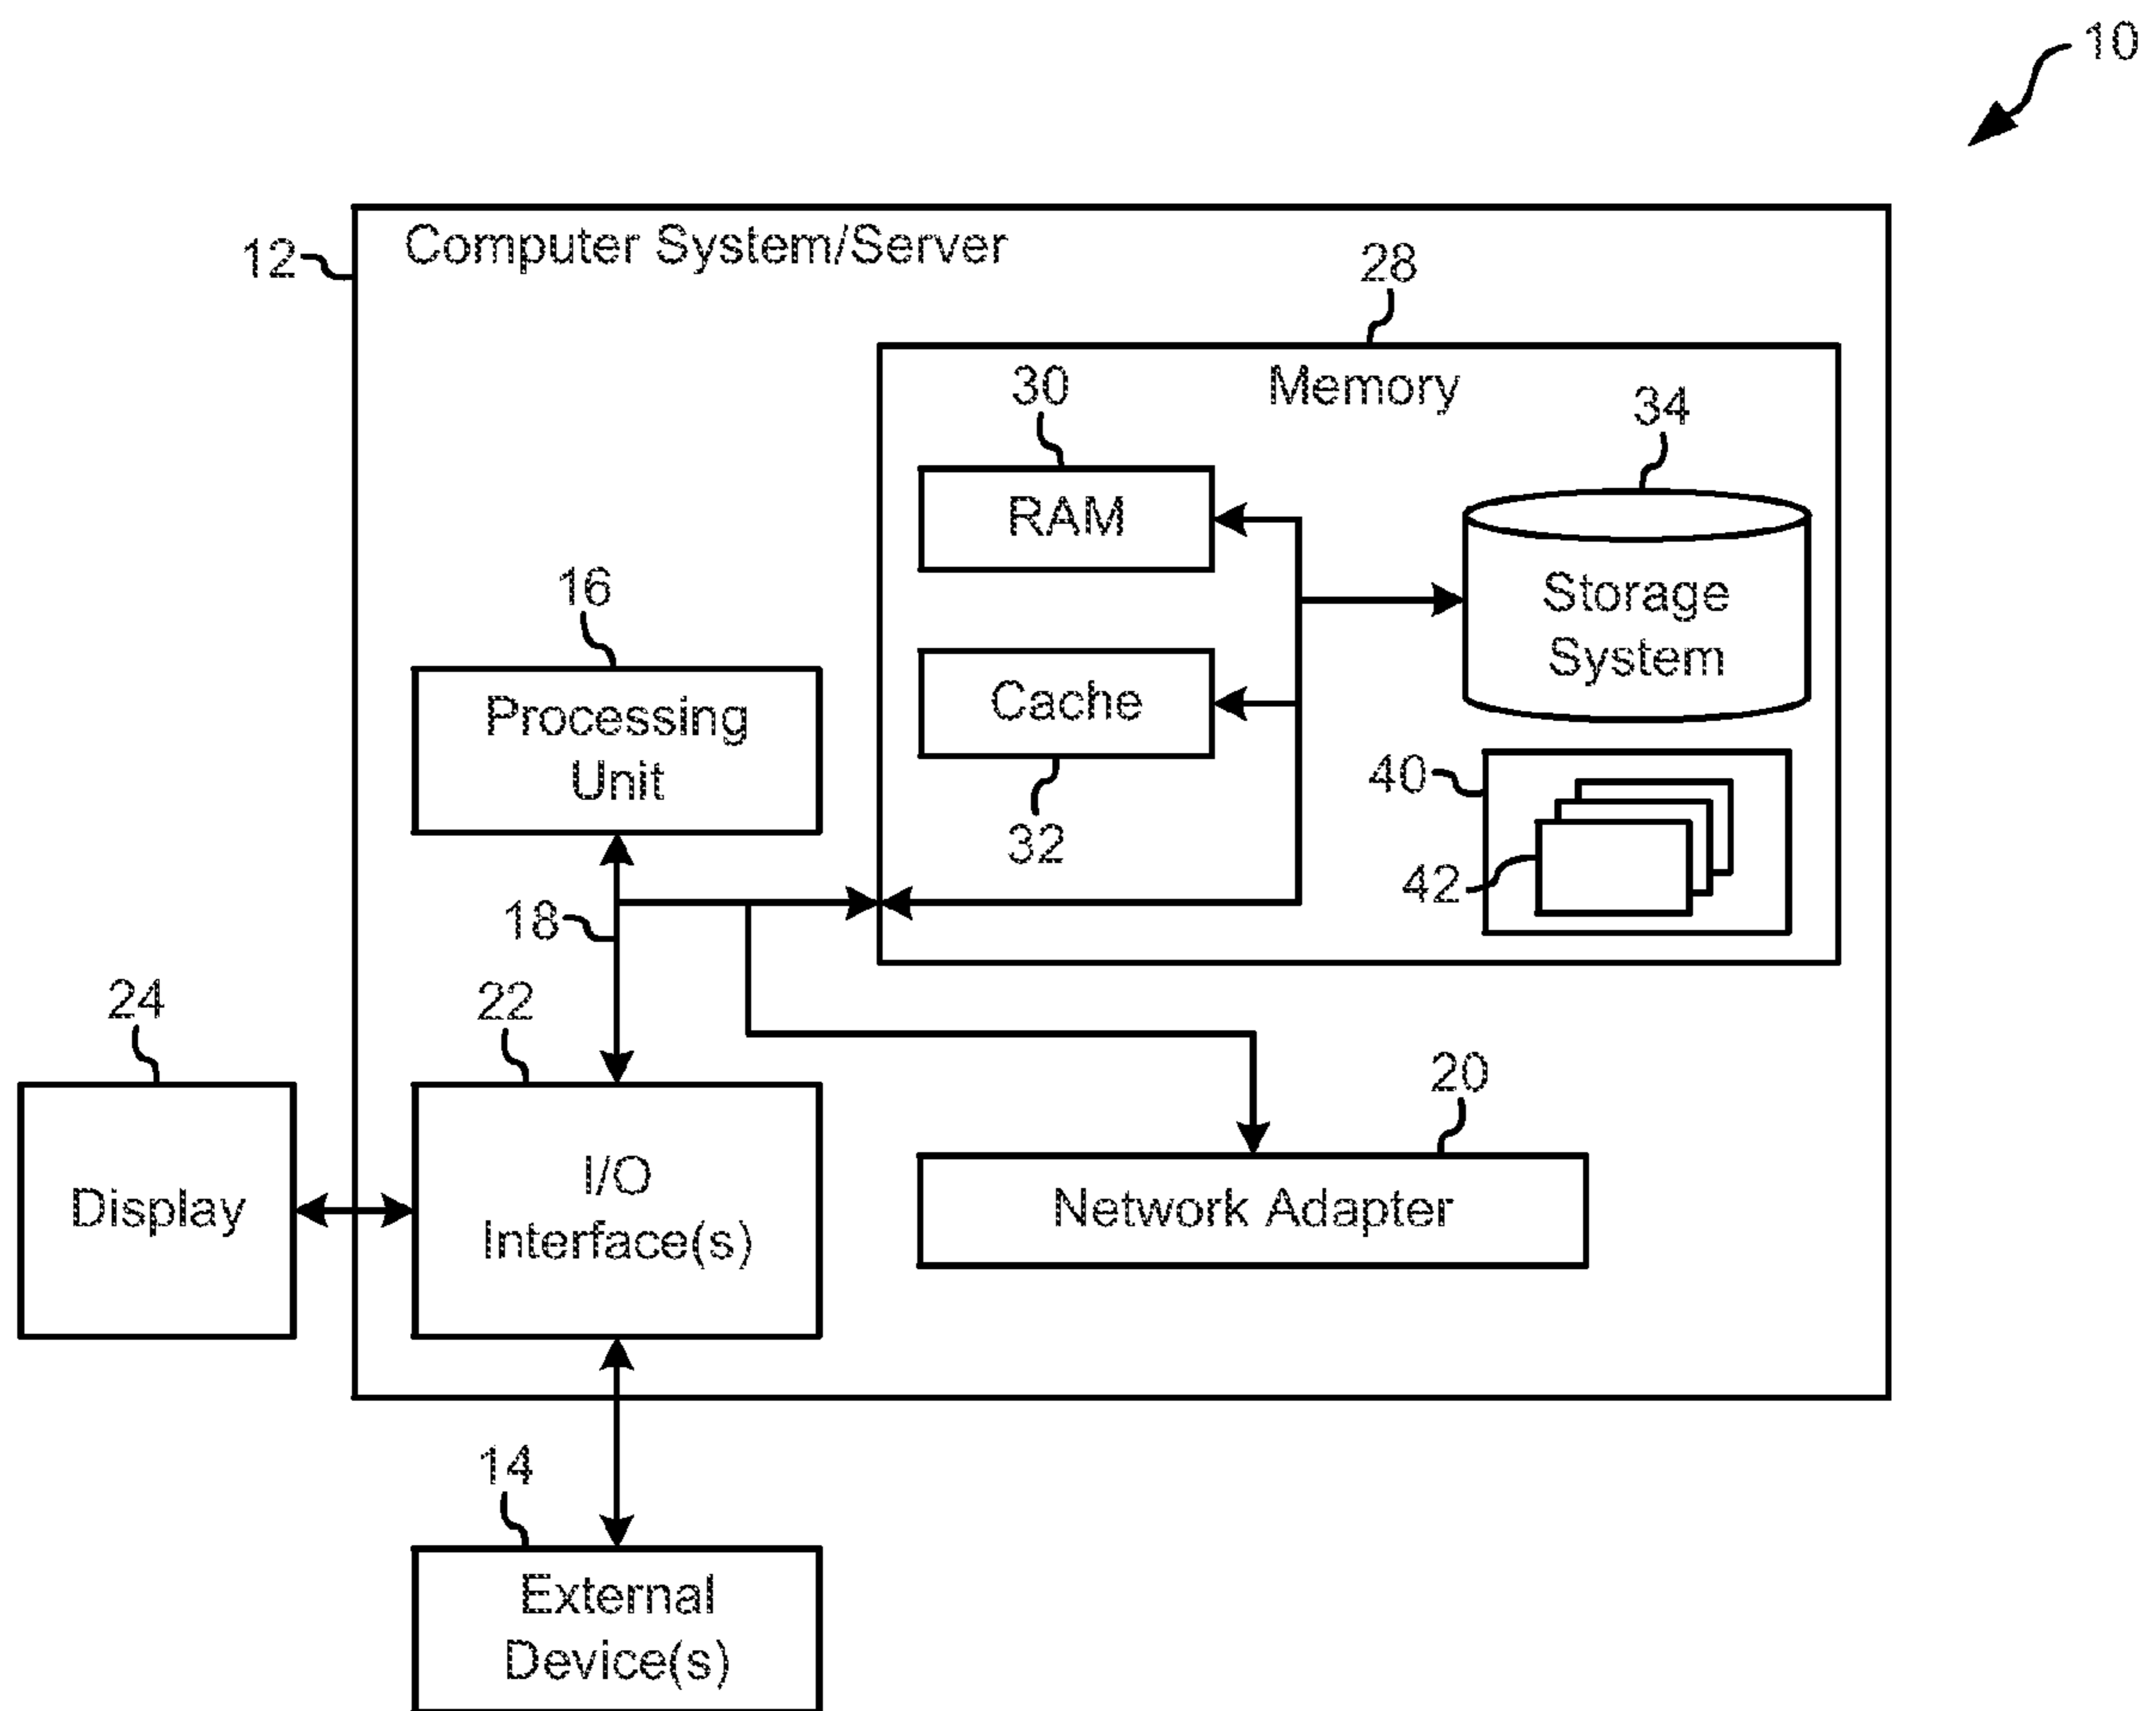 10
12
Computer System/Server
28
Memory
30
RAM
34
Storage
System
16
Processing
Unit
Cache
32
40
42
18
24
22
20
Display
I/O
Interface(s)
Network Adapter
14
External
Device(s)